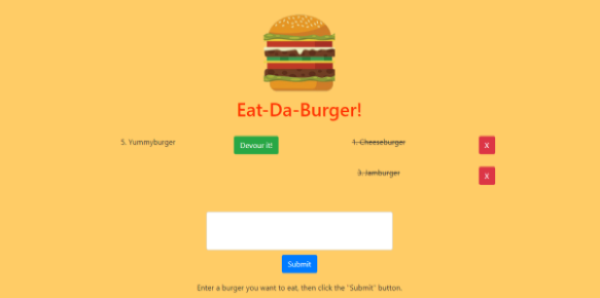 Eat-Da-Burger!
5. Yummyburger
Devour it!
1. Cheeseburger
X
3. Iamburger
X
Submit
Enter a burger you want to eat, then click the "Submit" button.